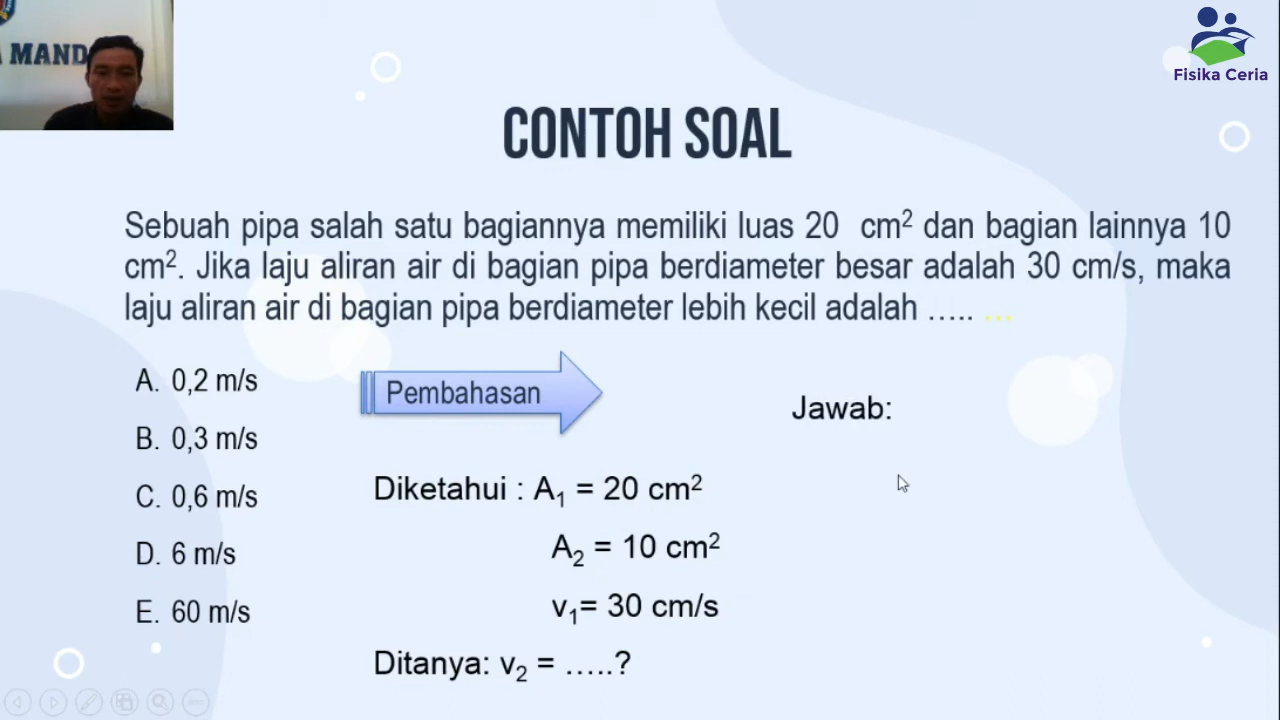 MAND
Fisika Ceria
CONTOH SOAL
Sebuah pipa salah satu bagiannya memiliki luas 20 cm² dan bagian lainnya 10
cm². Jika laju aliran air di bagian pipa berdiameter besar adalah 30 cm/s, maka
laju aliran air di bagian pipa berdiameter lebih kecil adalah ….. …
A. 0,2 m/s
B. 0,3 m/s
C. 0,6 m/s
D. 6 m/s
E. 60 m/s
Pembahasan
Diketahui : A₁ = 20 cm²
A₂ = 10 cm²
v₁= 30 cm/s
Ditanya: v₂ = …..?
Jawab: